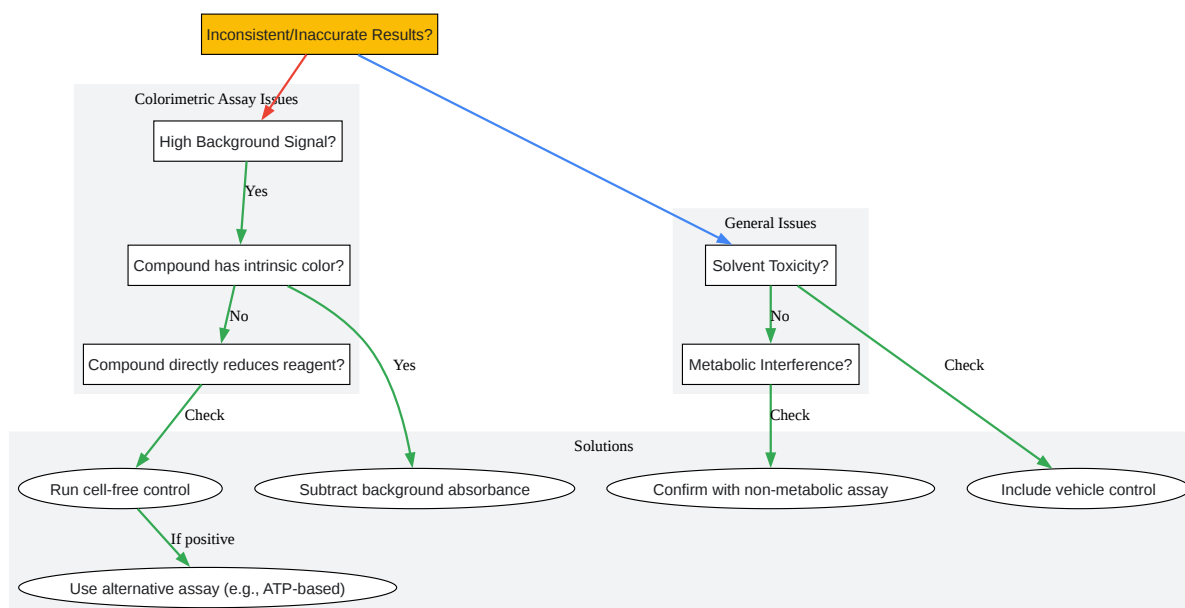 Inconsistent/Inaccurate Results?
Colorimetric Assay Issues
High Background Signal?
Yes
General Issues
Compound has intrinsic color?
Solvent Toxicity?
No
No
Compound directly reduces reagent?
Yes
Metabolic Interference?
Check
Check
Check
Solutions
Run cell-free control
Subtract background absorbance
Confirm with non-metabolic assay
Include vehicle control
If positive
Use alternative assay (e.g., ATP-based)